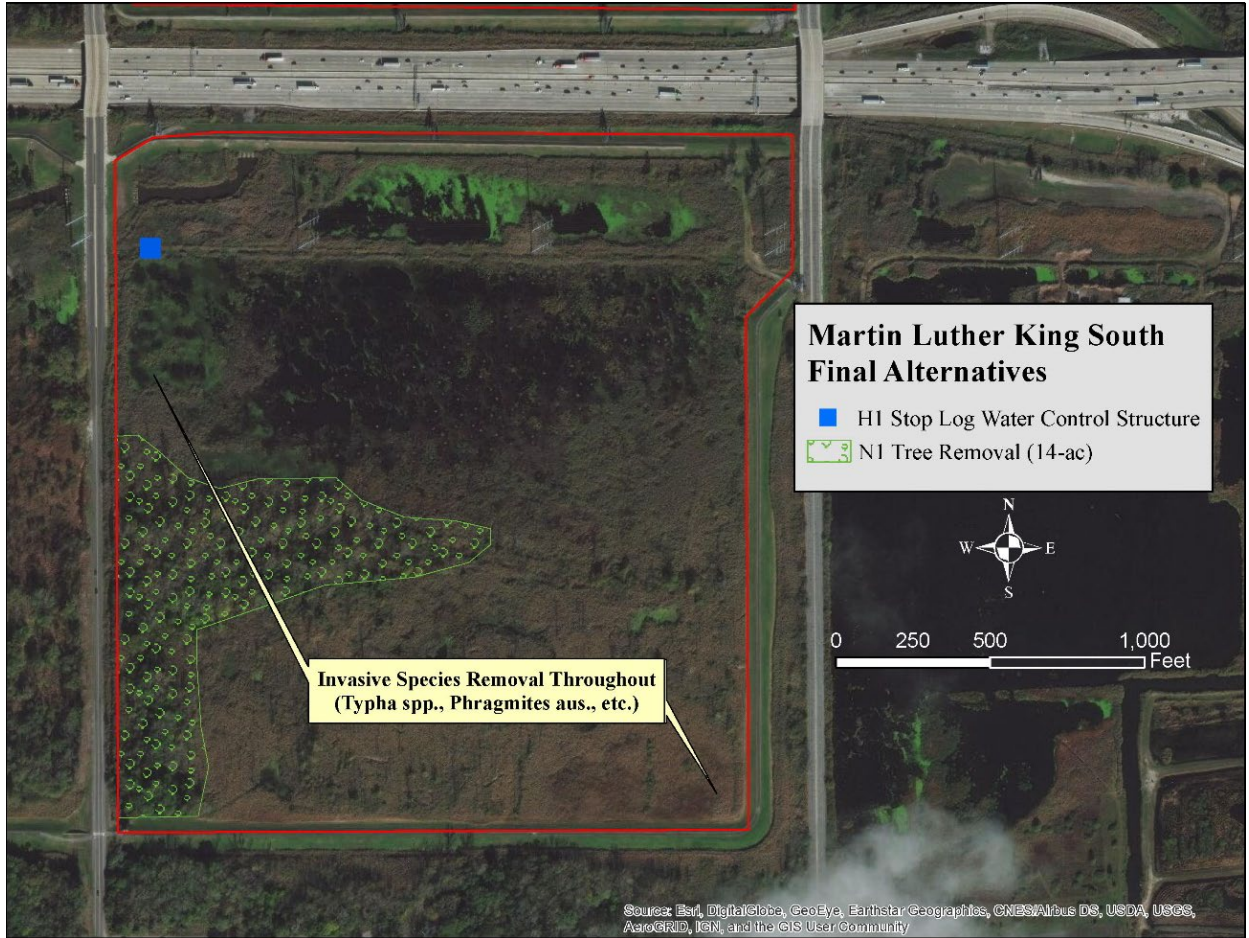 Martin Luther King South
Final Alternatives
H1 Stop Log Water Control Structure
N1 Tree Removal (14-ac)
N
W
E
S
0 250 500 1,000
Feet
Invasive Species Removal Throughout
(Typha spp., Phragmites aus., etc.)
Source: Esri, DigitalGlobe, GeoEye, Earthstar Geographics, CNES/Airbus DS, USDA, USGS,
AeroGRID, IGN, and the GIS User Community